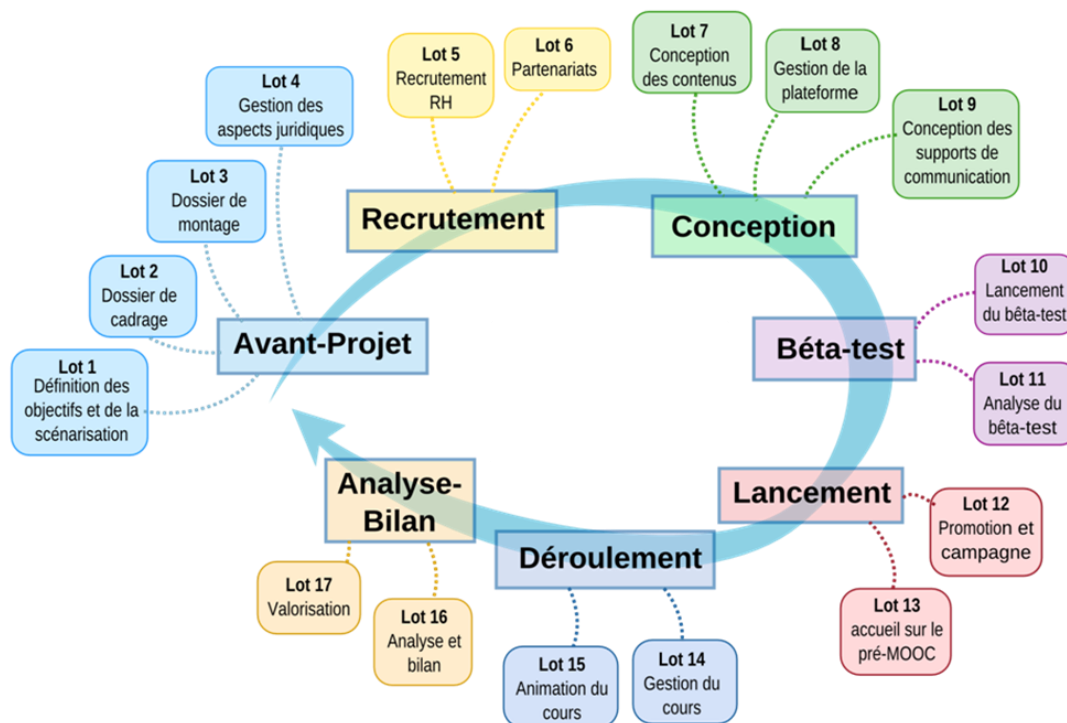 Lot 1
Définition des
objectifs et de la
scénarisation
Lot 2
Dossier de
cadrage
Lot 3
Dossier de
montage
Lot 4
Gestion des
aspects juridiques
Avant-Projet
Lot 5
Recrutement
RH
Lot 6
Partenariats
Recrutement
Lot 7
Conception
des contenus
Lot 8
Gestion de la
plateforme
Lot 9
Conception des
supports de
communication
Conception
Lot 10
Lancement
du bêta-test
Lot 11
Analyse du
bêta-test
Béta-test
Lancement
Lot 12
Promotion et
campagne
Lot 13
accueil sur le
pré-MOOC
Déroulement
Lot 14
Gestion du
cours
Lot 15
Animation du
cours
Analyse-
Bilan
Lot 16
Analyse et
bilan
Lot 17
Valorisation